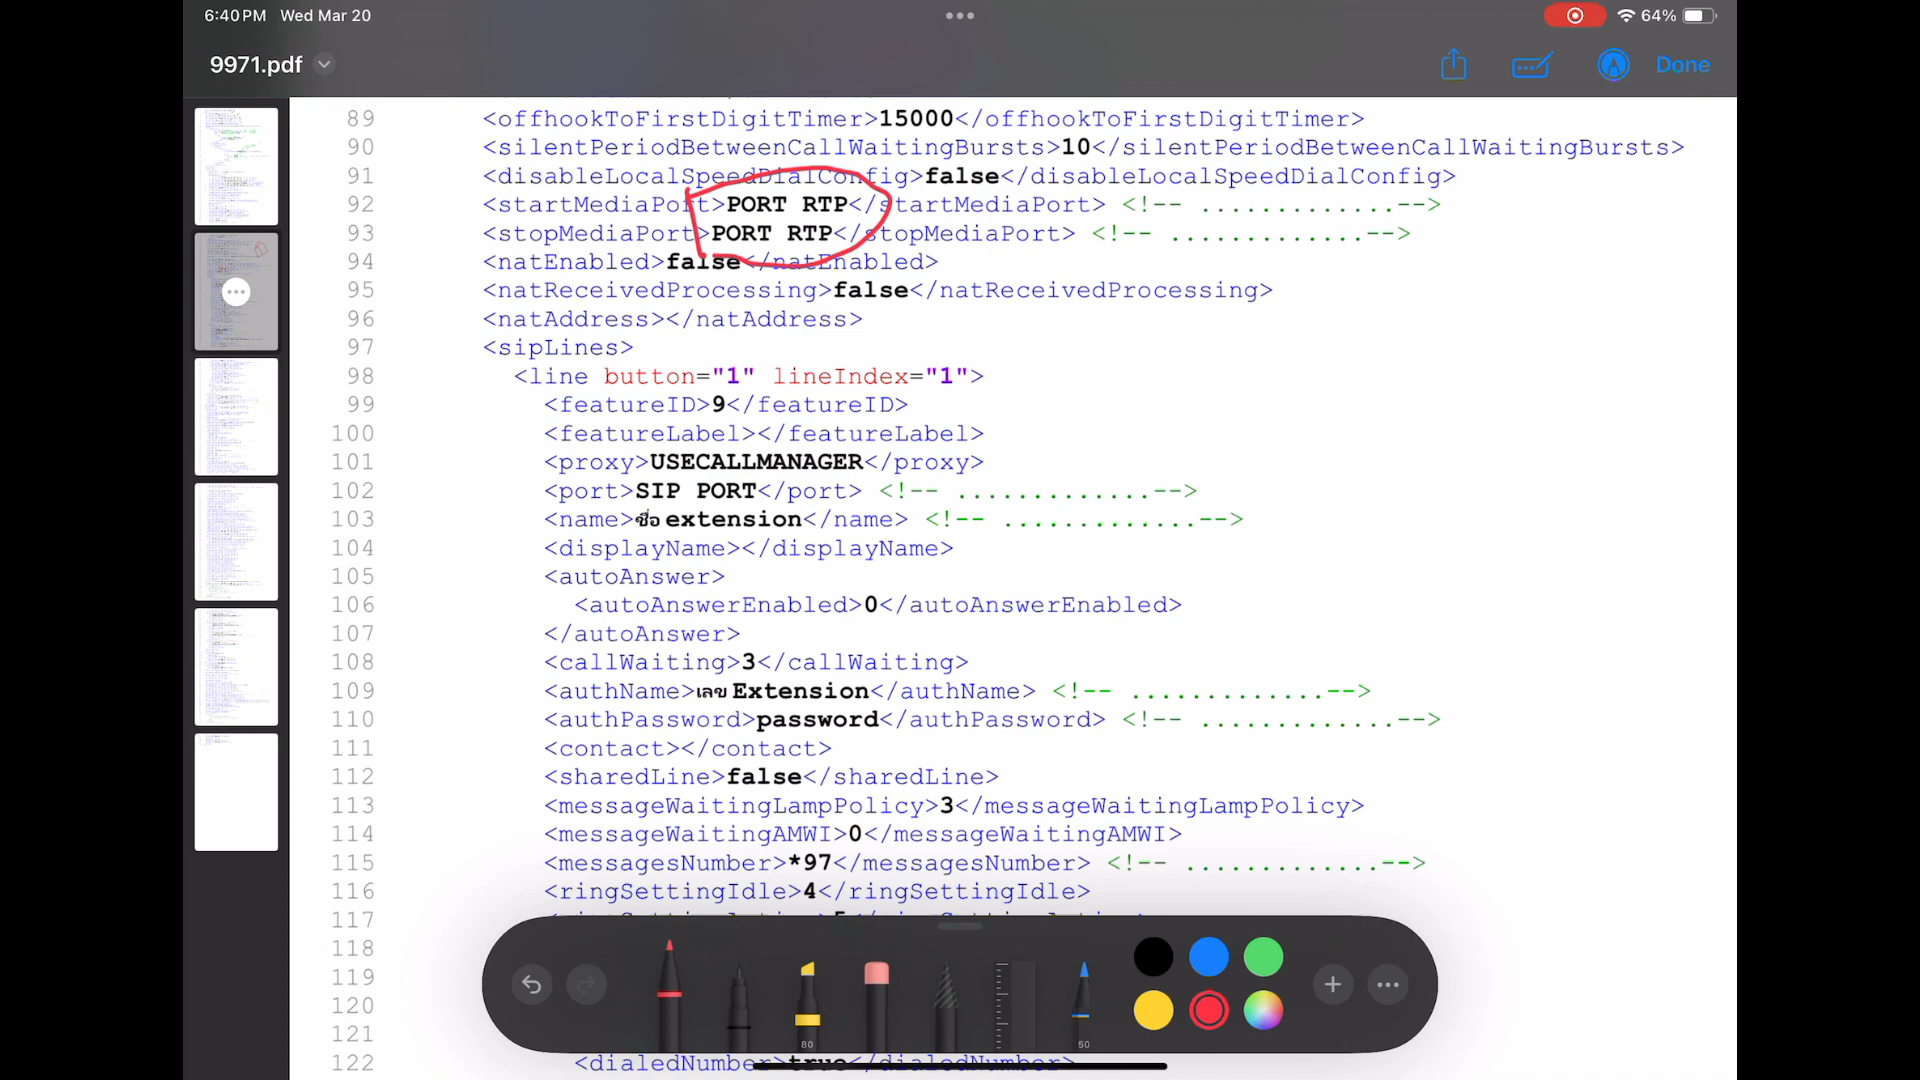 6:40 PM Wed Mar 20
64%
9971.pdf
Done
89 <offhookToFirstDigitTimer>15000</offhookToFirstDigitTimer>
90 <silentPeriodBetweenCallWaitingBursts>10</silentPeriodBetweenCallWaitingBursts>
91 <disableLocalSpeedDialConfig>false</disableLocalSpeedDialConfig>
92 <startMediaPort>PORT RTP</startMediaPort> <!-- .............-->
93 <stopMediaPort>PORT RTP</stopMediaPort> <!-- .............-->
94 <natEnabled>false</natEnabled>
95 <natReceivedProcessing>false</natReceivedProcessing>
96 <natAddress></natAddress>
97 <sipLines>
98 <line button="1" lineIndex="1">
99 <featureID>9</featureID>
100 <featureLabel></featureLabel>
101 <proxy>USECALLMANAGER</proxy>
102 <port>SIP PORT</port> <!-- .............-->
103 <name>ชื่อ extension</name> <!-- .............-->
104 <displayName></displayName>
105 <autoAnswer>
106 <autoAnswerEnabled>0</autoAnswerEnabled>
107 </autoAnswer>
108 <callWaiting>3</callWaiting>
109 <authName>เลข Extension</authName> <!-- .............-->
110 <authPassword>password</authPassword> <!-- .............-->
111 <contact></contact>
112 <sharedLine>false</sharedLine>
113 <messageWaitingLampPolicy>3</messageWaitingLampPolicy>
114 <messageWaitingAMWI>0</messageWaitingAMWI>
115 <messagesNumber>*97</messagesNumber> <!-- .............-->
116 <ringSettingIdle>4</ringSettingIdle>
117
118
119
120
121
122 <dialedNumber>true</dialedNumber>
80
50